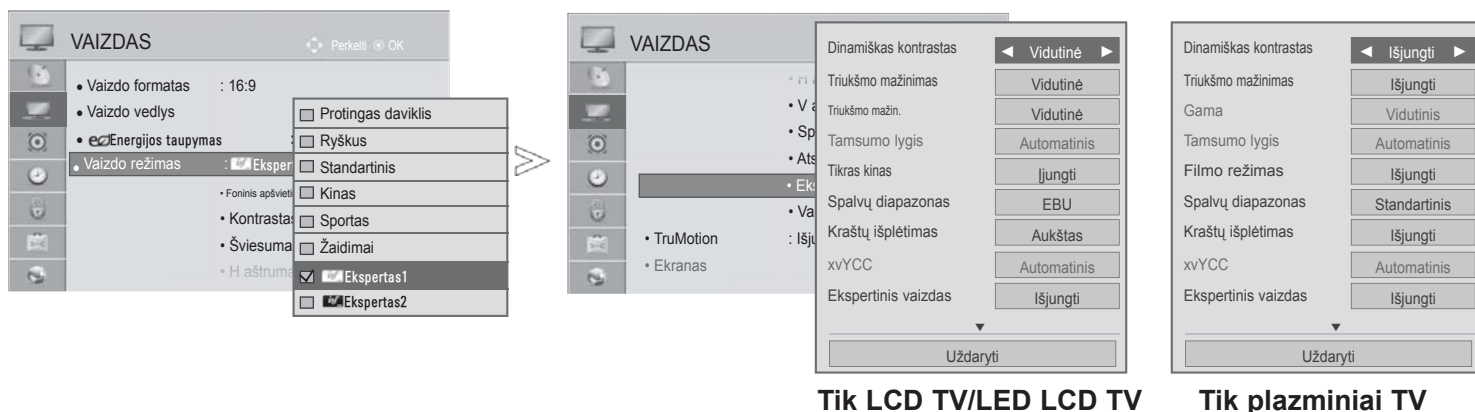 VAIZDAS
Perkelti OK
• Vaizdo formatas : 16:9
• Vaizdo vedlys
• Energijos taupymas :
• Vaizdo režimas : Eksper
• Foninis apšvieti
• Kontrastas
• Šviesuma
• H aštruma
Protingas daviklis
Ryškus
Standartinis
Kinas
Sportas
Žaidimai
Ekspertas1
Ekspertas2
VAIZDAS
• H a
• V a
• Sp
• Ats
• Eks
• Va
• TruMotion : Išju
• Ekranas
Dinamiškas kontrastas ◄ Vidutinė ►
Triukšmo mažinimas Vidutinė
Triukšmo mažin. Vidutinė
Tamsumo lygis Automatinis
Tikras kinas Įjungti
Spalvų diapazonas EBU
Kraštų išplėtimas Aukštas
xvYCC Automatinis
Ekspertinis vaizdas Išjungti
▼
Uždaryti
Tik LCD TV/LED LCD TV
Dinamiškas kontrastas ◄ Išjungti ►
Triukšmo mažinimas Išjungti
Gama Vidutinis
Tamsumo lygis Automatinis
Filmo režimas Išjungti
Spalvų diapazonas Standartinis
Kraštų išplėtimas Išjungti
xvYCC Automatinis
Ekspertinis vaizdas Išjungti
▼
Uždaryti
Tik plazminiai TV